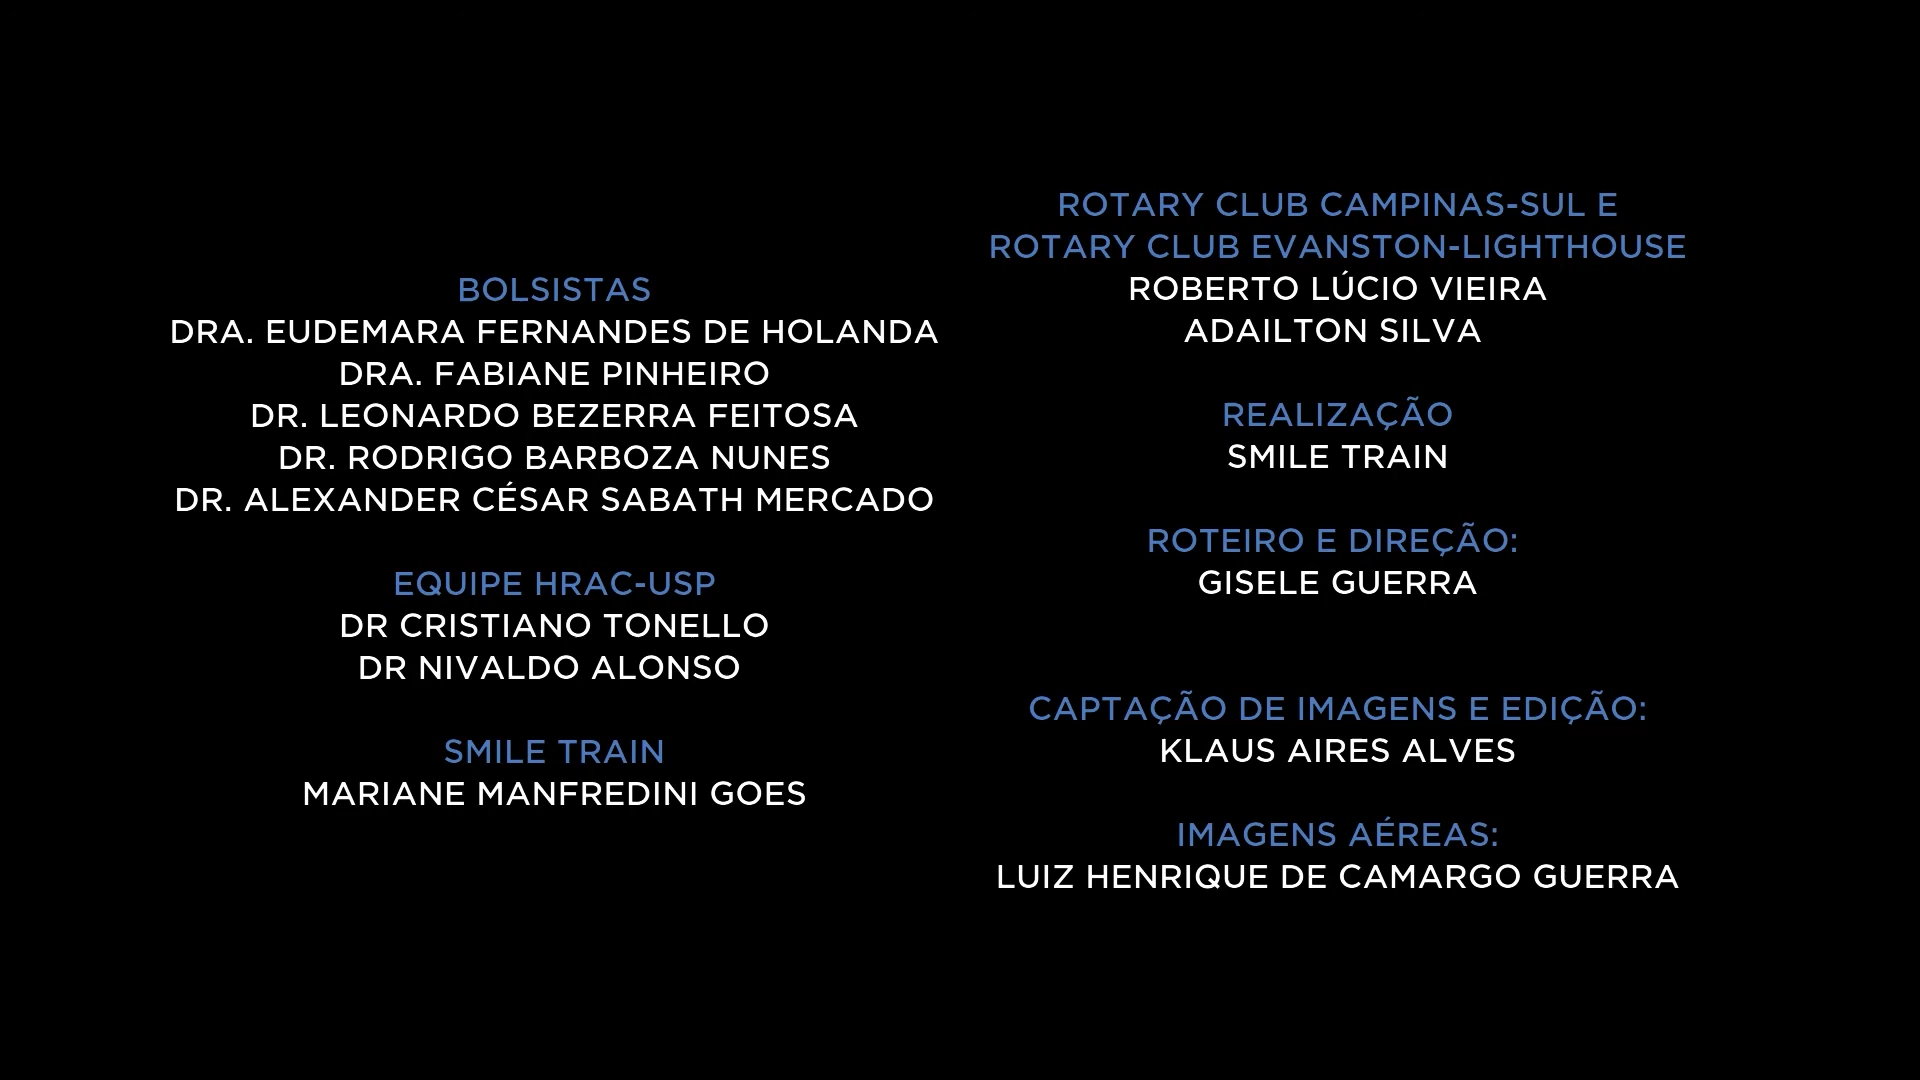 BOLSISTAS
DRA. EUDEMARA FERNANDES DE HOLANDA
DRA. FABIANE PINHEIRO
DR. LEONARDO BEZERRA FEITOSA
DR. RODRIGO BARBOZA NUNES
DR. ALEXANDER CÉSAR SABATH MERCADO
EQUIPE HRAC-USP
DR CRISTIANO TONELLO
DR NIVALDO ALONSO
SMILE TRAIN
MARIANE MANFREDINI GOES
ROTARY CLUB CAMPINAS-SUL E
ROTARY CLUB EVANSTON-LIGHTHOUSE
ROBERTO LÚCIO VIEIRA
ADAILTON SILVA
REALIZAÇÃO
SMILE TRAIN
ROTEIRO E DIREÇÃO:
GISELE GUERRA
CAPTAÇÃO DE IMAGENS E EDIÇÃO:
KLAUS AIRES ALVES
IMAGENS AÉREAS:
LUIZ HENRIQUE DE CAMARGO GUERRA